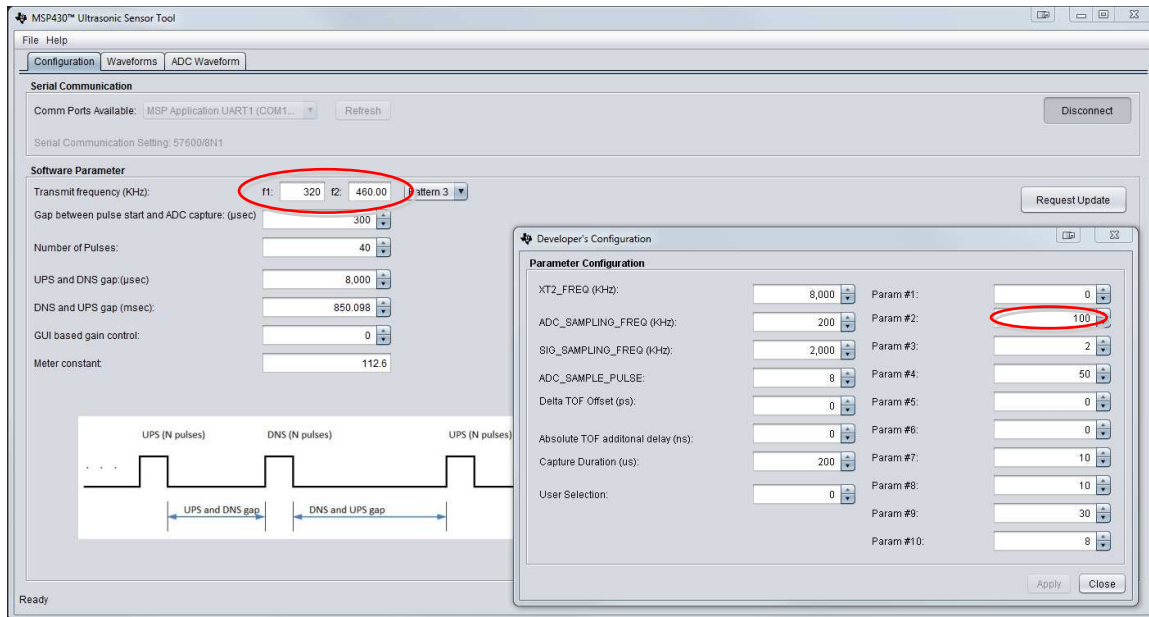 MSP430™ Ultrasonic Sensor Tool
File Help
Configuration Waveforms ADC Waveform
Serial Communication
Comm Ports Available: MSP Application UART1 (COM1... Refresh Disconnect
Serial Communication Setting: 57600/8N1
Software Parameter
Transmit frequency (KHz): f1: 320 f2: 460.00 Pattern 3
Request Update
Gap between pulse start and ADC capture: (µsec) 300
Number of Pulses: 40
UPS and DNS gap:(µsec) 8,000
DNS and UPS gap (msec): 850.098
GUI based gain control: 0
Meter constant: 112.6
UPS (N pulses) DNS (N pulses) UPS (N pulses)
. . .
UPS and DNS gap DNS and UPS gap
Ready
Developer's Configuration
Parameter Configuration
XT2_FREQ (KHz): 8,000 Param #1: 0
ADC_SAMPLING_FREQ (KHz): 200 Param #2: 100
SIG_SAMPLING_FREQ (KHz): 2,000 Param #3: 2
ADC_SAMPLE_PULSE: 8 Param #4: 50
Delta TOF Offset (ps): 0 Param #5: 0
Absolute TOF additonal delay (ns): 0 Param #6: 0
Capture Duration (us): 200 Param #7: 10
User Selection: 0 Param #8: 10
Param #9: 30
Param #10: 8
Apply Close